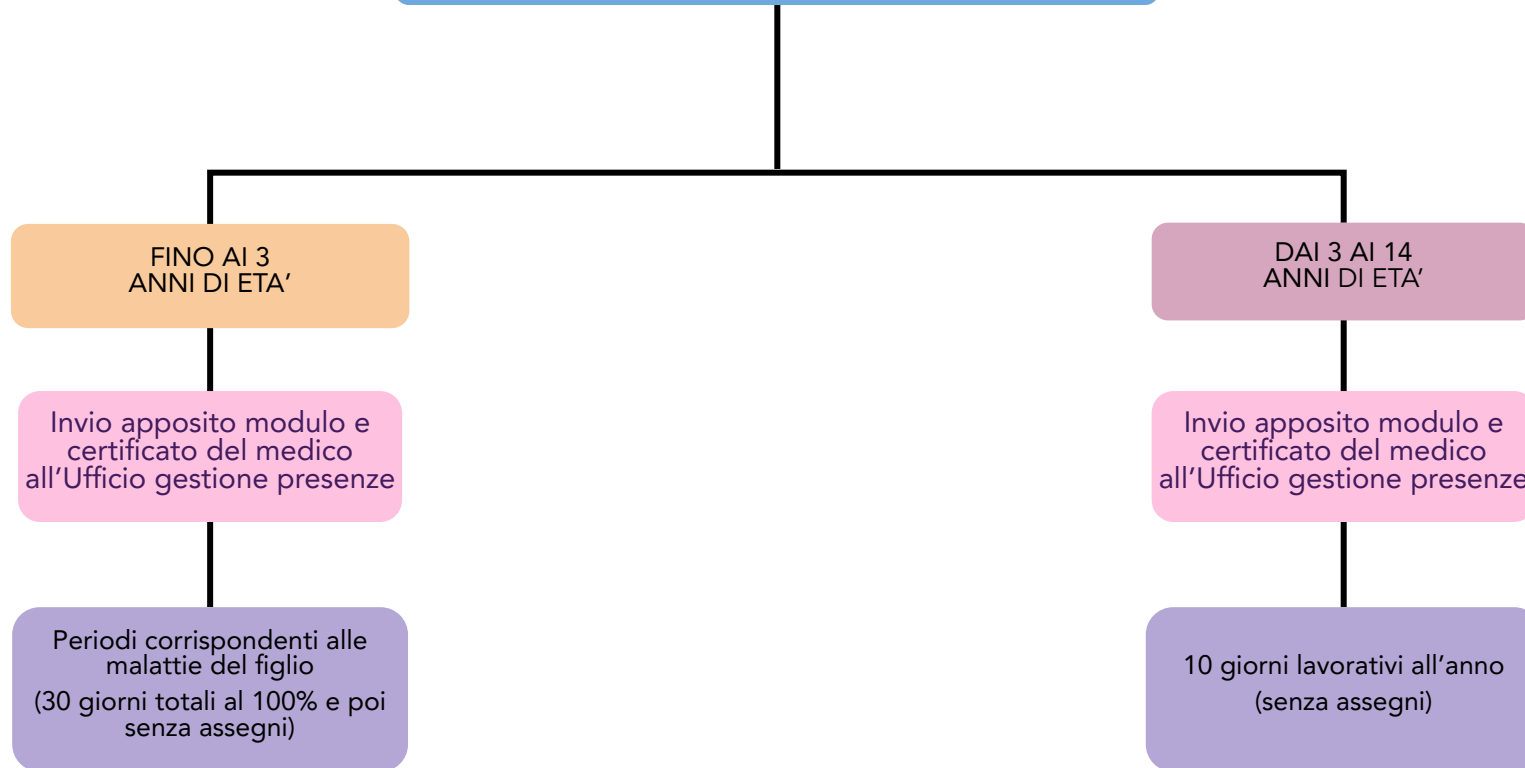 FINO AI 3
ANNI DI ETA’
Invio apposito modulo e
certificato del medico
all’Ufficio gestione presenze
Periodi corrispondenti alle
malattie del figlio
(30 giorni totali al 100% e poi
senza assegni)
DAI 3 AI 14
ANNI DI ETA’
Invio apposito modulo e
certificato del medico
all’Ufficio gestione presenze
10 giorni lavorativi all’anno
(senza assegni)